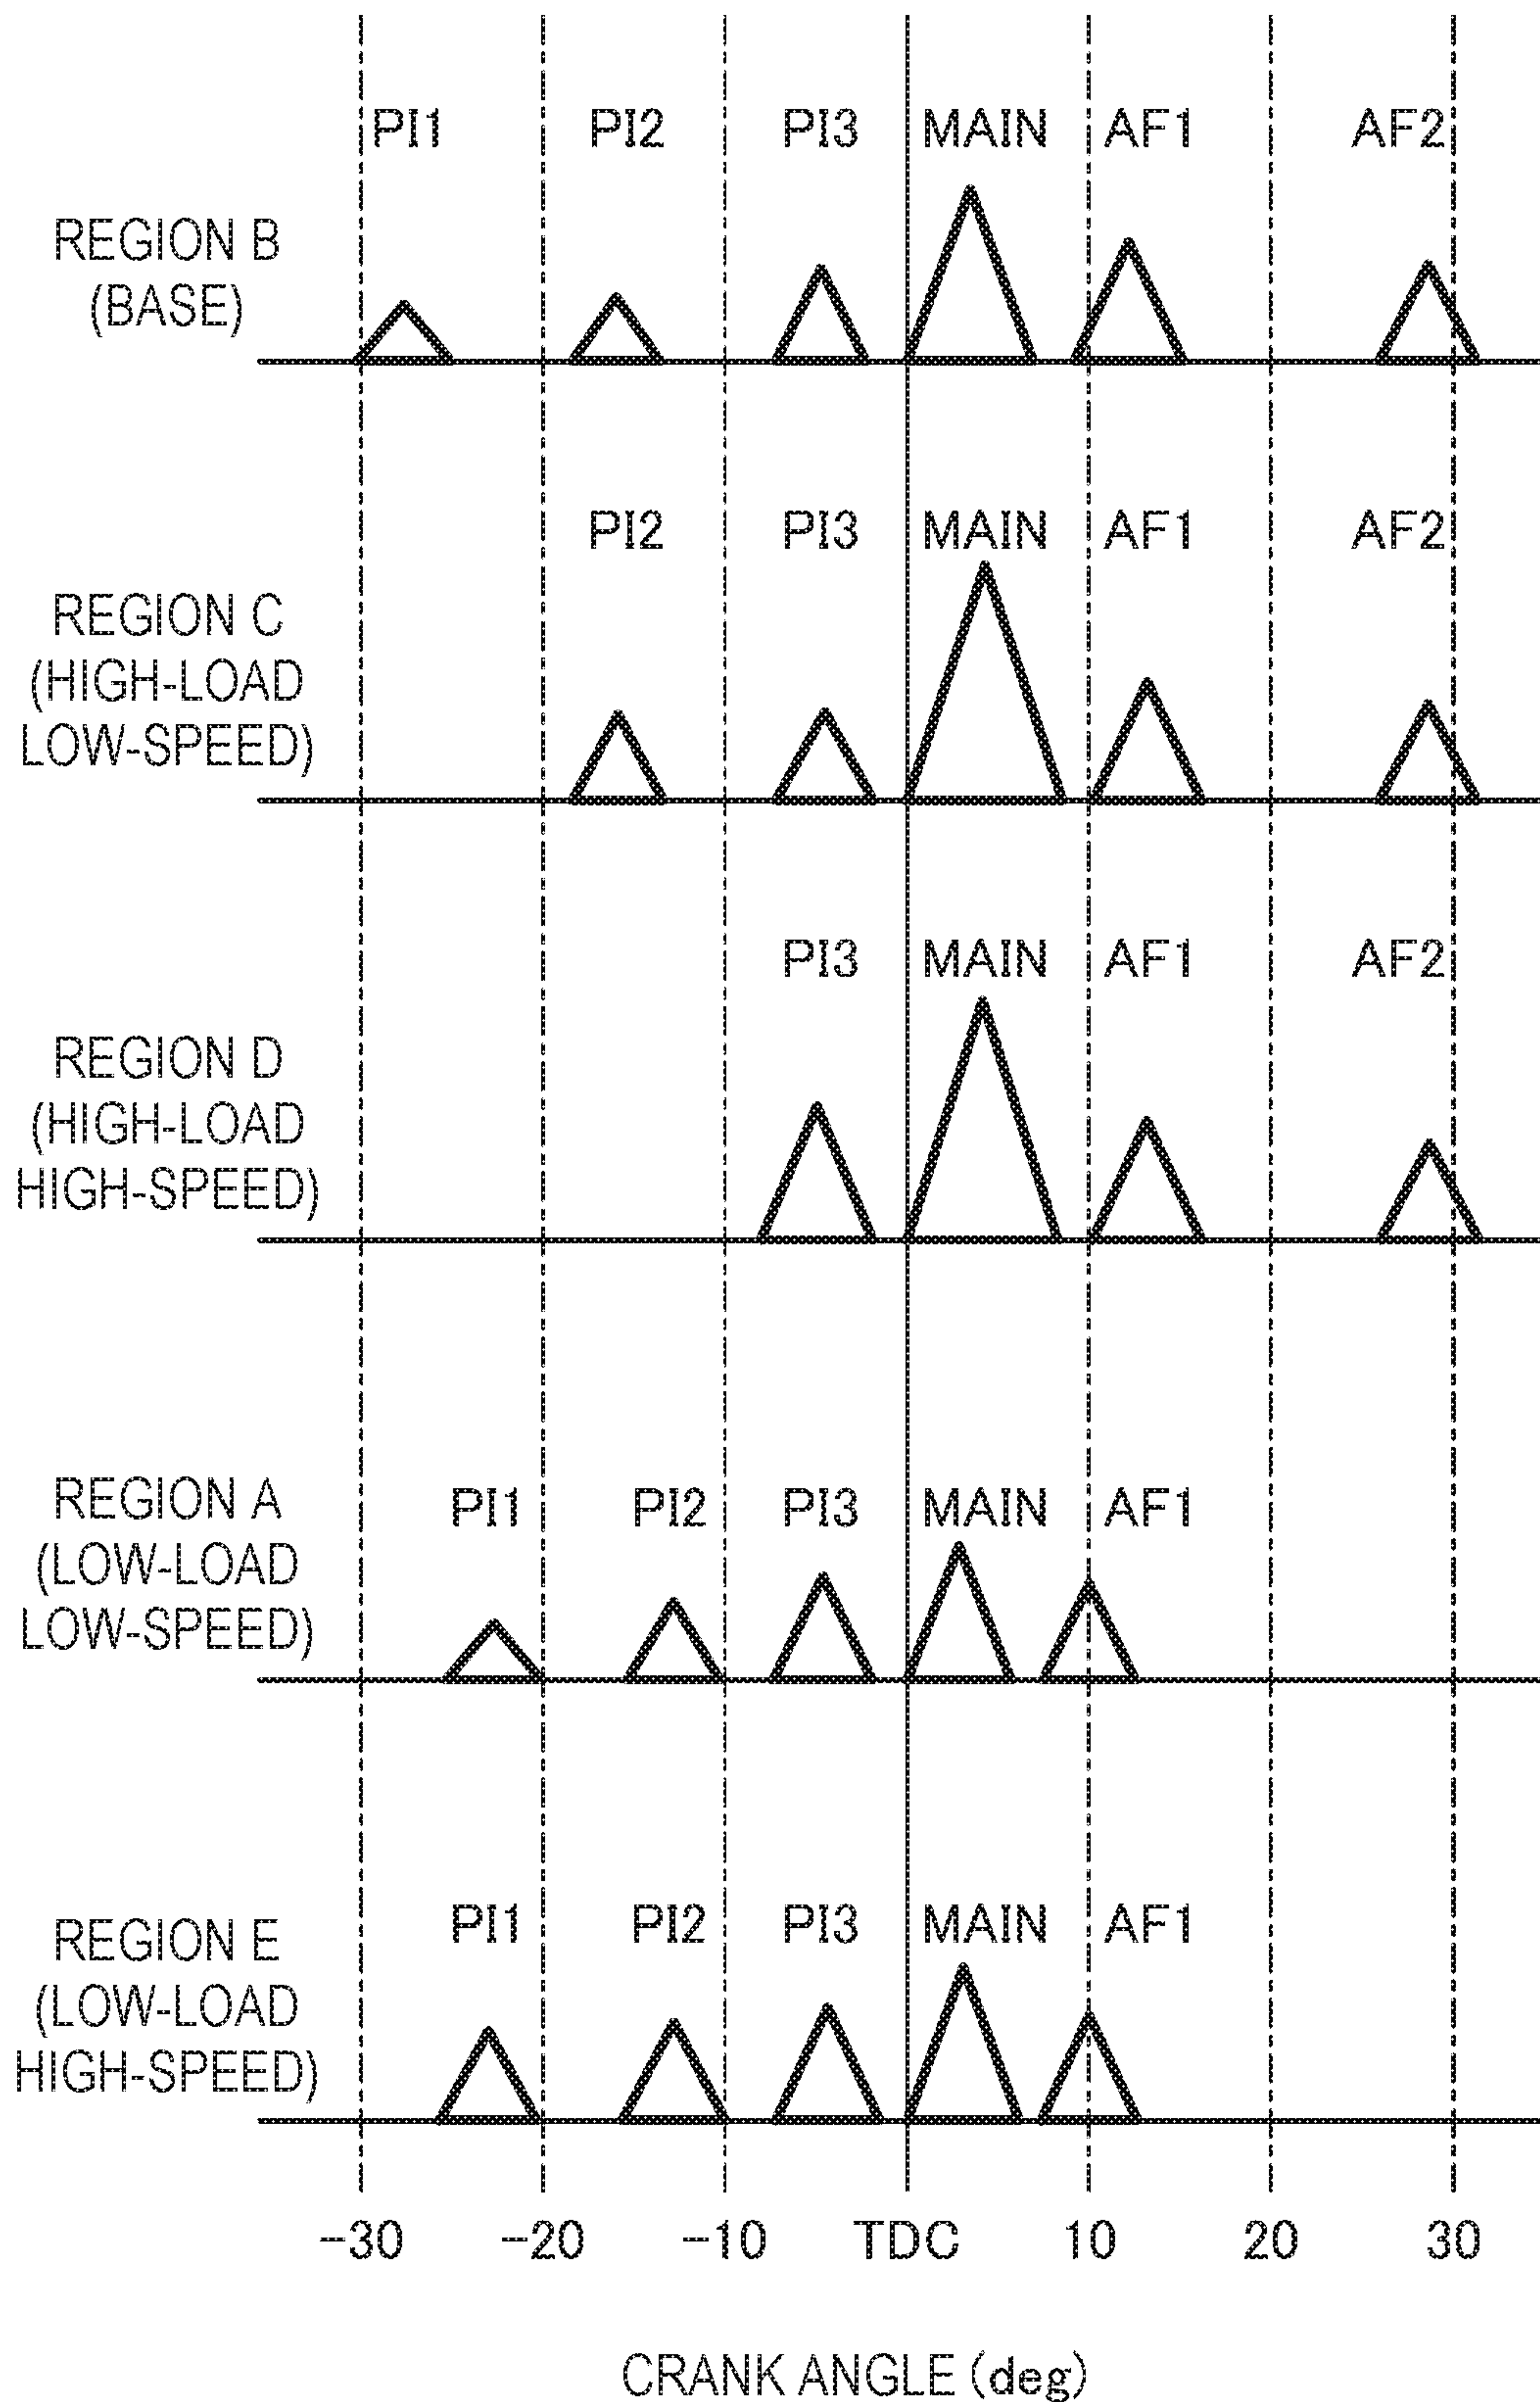 PI1 PI2 PI3 MAIN AF1 AF2
REGION B
(BASE)
PI2 PI3 MAIN AF1 AF2
REGION C
(HIGH-LOAD
LOW-SPEED)
PI3 MAIN AF1 AF2
REGION D
(HIGH-LOAD
HIGH-SPEED)
PI1 PI2 PI3 MAIN AF1
REGION A
(LOW-LOAD
LOW-SPEED)
PI1 PI2 PI3 MAIN AF1
REGION E
(LOW-LOAD
HIGH-SPEED)
-30 -20 -10 TDC 10 20 30
CRANK ANGLE (deg)